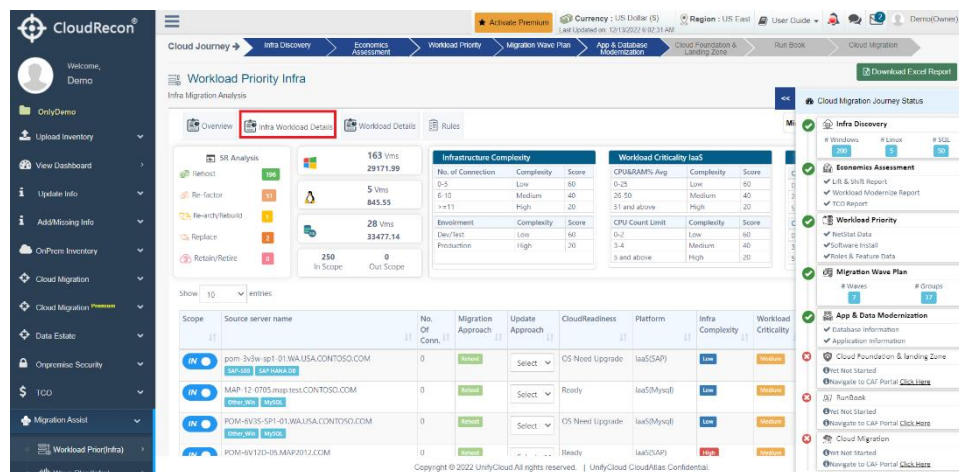 CloudRecon®
Activate Premium
Currency : US Dollar ($)
Last Updated on: 12/13/2022 6:02:31 AM
Region : US East
User Guide
Demo(Owner)
Cloud Journey
Infra Discovery
Economics Assessment
Workload Priority
Migration Wave Plan
App & Database Modernization
Cloud Foundation & Landing Zone
Run Book
Cloud Migration
Welcome,
Demo
OnlyDemo
Upload Inventory
View Dashboard
Update Info
Add/Missing Info
OnPrem Inventory
Cloud Migration
Cloud Migration Premium
Data Estate
Onpremise Security
TCO
Migration Assist
Workload Prior(Infra)
Workload Priority Infra
Infra Migration Analysis
Download Excel Report
Overview
Infra Workload Details
Workload Details
Rules
<<
5R Analysis
Rehost 196
Re-factor 51
Re-arch/Rebuild
Replace 2
Retain/Retire 0
163 Vms
29171.99
5 Vms
845.55
28 Vms
33477.14
250 0
In Scope Out Scope
Infrastructure Complexity
No. of Connection Complexity Score
0-5 Low 60
6-10 Medium 40
>=11 High 20
Envoirment Complexity Score
Dev/Test Low 60
Production High 20
Workload Criticality IaaS
CPU&RAM% Avg Complexity Score
0-25 Low 60
26-50 Medium 40
51 and above High 20
CPU Count Limit Complexity Score
0-2 Low 60
3-4 Medium 40
5 and above High 20
Show 10 entries
Scope
Source server name
No. Of Conn.
Migration Approach
Update Approach
CloudReadiness
Platform
Infra Complexity
Workload Criticality
IN pom-3v3w-sp1-01.WA.USA.CONTOSO.COM 0 Rehost Select OS Need Upgrade IaaS(SAP) Low Medium
SAP-S00 SAP HANA DB
IN MAP-12-0705.map.test.CONTOSO.COM 0 Rehost Select Ready IaaS(Mysql) Low Medium
Other_Win MySQL
IN POM-6V3S-SP1-01.WA.USA.CONTOSO.COM 0 Rehost Select OS Need Upgrade IaaS(Mysql) Low Medium
Other_Win MySQL
IN POM-6V12D-05.MAP2012.COM 0 Rehost Ready IaaS(SAP) High Medium
Copyright © 2022 UnifyCloud All rights reserved. | UnifyCloud CloudAtlas Confidential.
Cloud Migration Journey Status
Infra Discovery
# Windows # Linux # SQL
200 5 50
Economics Assessment
Lift & Shift Report
Workload Modernize Report
TCO Report
Workload Priority
NetStat Data
Software Install
Roles & Feature Data
Migration Wave Plan
# Waves # Groups
7 17
App & Data Modernization
Database Information
Application Information
Cloud Foundation & landing Zone
Yet Not Started
Navigate to CAF Portal Click Here
RunBook
Yet Not Started
Navigate to CAF Portal Click Here
Cloud Migration
Yet Not Started
Navigate to CAF Portal Click Here